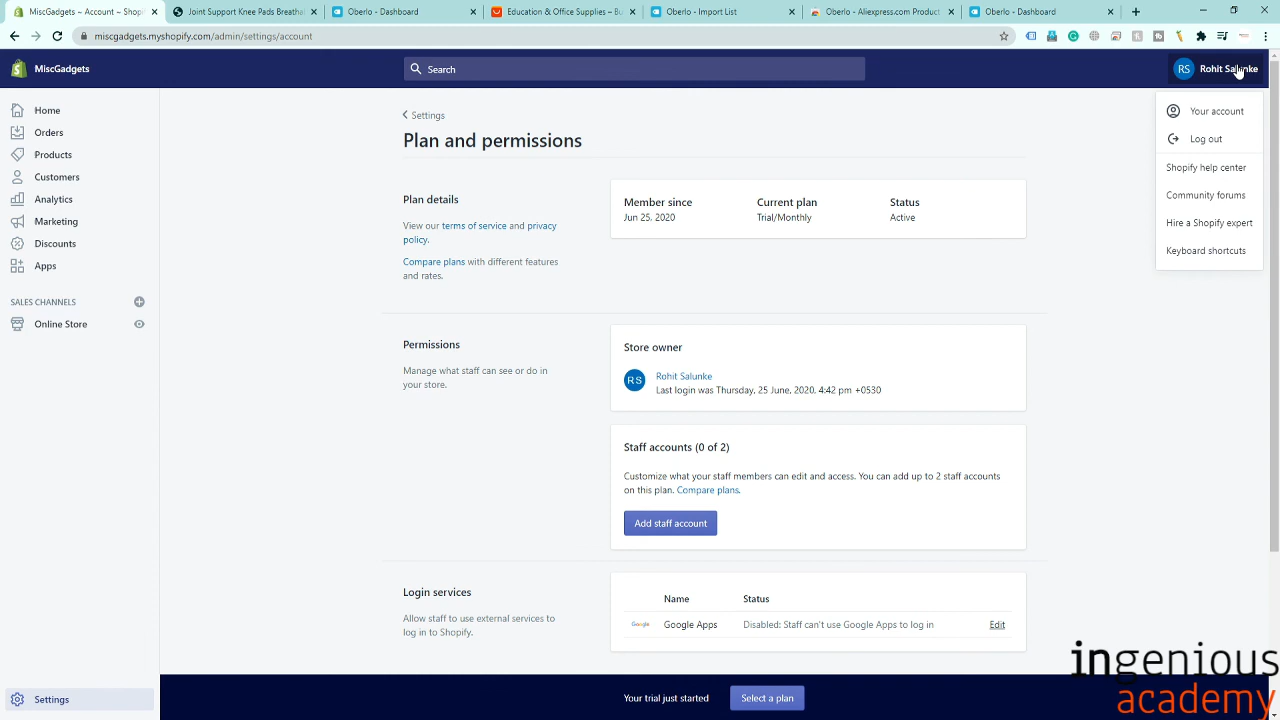 MiscGadgets ~ Account ~ Shopi
Joint Support Knee Pads Breatha
Oberlo - Dashboard
Education & Office Supplies – Bu
Oberlo - Import List
Oberlo - Aliexpress.com Product
Oberlo - Dashboard
miscgadgets.myshopify.com/admin/settings/account
MiscGadgets
Search
RS Rohit Salunke
Your account
Log out
Shopify help center
Community forums
Hire a Shopify expert
Keyboard shortcuts
Home
Orders
Products
Customers
Analytics
Marketing
Discounts
Apps
SALES CHANNELS
Online Store
Settings
Settings
Plan and permissions
Plan details
View our terms of service and privacy
policy.
Compare plans with different features
and rates.
Member since Current plan Status
Jun 25, 2020 Trial/Monthly Active
Permissions
Manage what staff can see or do in
your store.
Store owner
RS Rohit Salunke
Last login was Thursday, 25 June, 2020, 4:42 pm +0530
Staff accounts (0 of 2)
Customize what your staff members can edit and access. You can add up to 2 staff accounts
on this plan. Compare plans.
Add staff account
Login services
Allow staff to use external services to
log in to Shopify.
Name Status
Google Google Apps Disabled: Staff can't use Google Apps to log in Edit
Your trial just started Select a plan
ingenious
academy